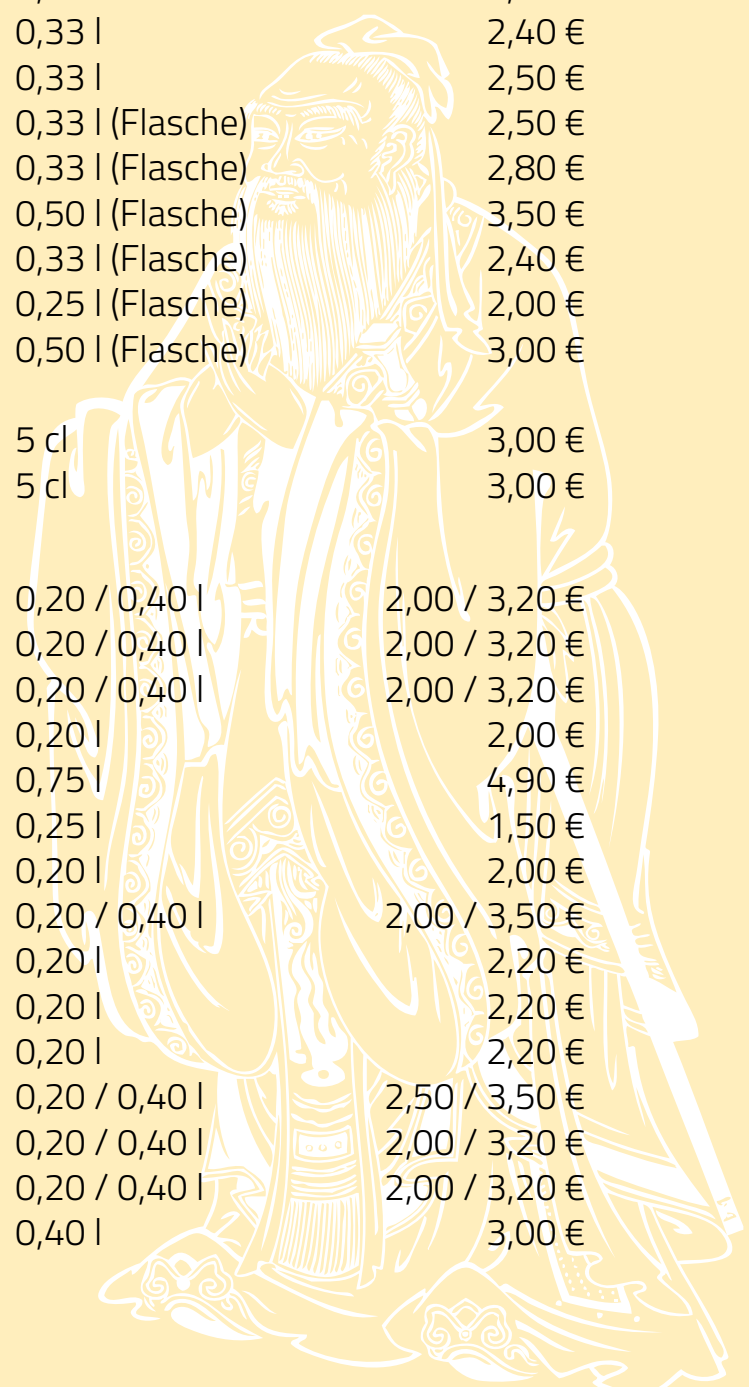 0,33 l 2,40 €
0,33 l 2,50 €
0,33 l (Flasche) 2,50 €
0,33 l (Flasche) 2,80 €
0,50 l (Flasche) 3,50 €
0,33 l (Flasche) 2,40 €
0,25 l (Flasche) 2,00 €
0,50 l (Flasche) 3,00 €
5 cl 3,00 €
5 cl 3,00 €
0,20 / 0,40 l 2,00 / 3,20 €
0,20 / 0,40 l 2,00 / 3,20 €
0,20 / 0,40 l 2,00 / 3,20 €
0,20 l 2,00 €
0,75 l 4,90 €
0,25 l 1,50 €
0,20 l 2,00 €
0,20 / 0,40 l 2,00 / 3,50 €
0,20 l 2,20 €
0,20 l 2,20 €
0,20 l 2,20 €
0,20 / 0,40 l 2,50 / 3,50 €
0,20 / 0,40 l 2,00 / 3,20 €
0,20 / 0,40 l 2,00 / 3,20 €
0,40 l 3,00 €